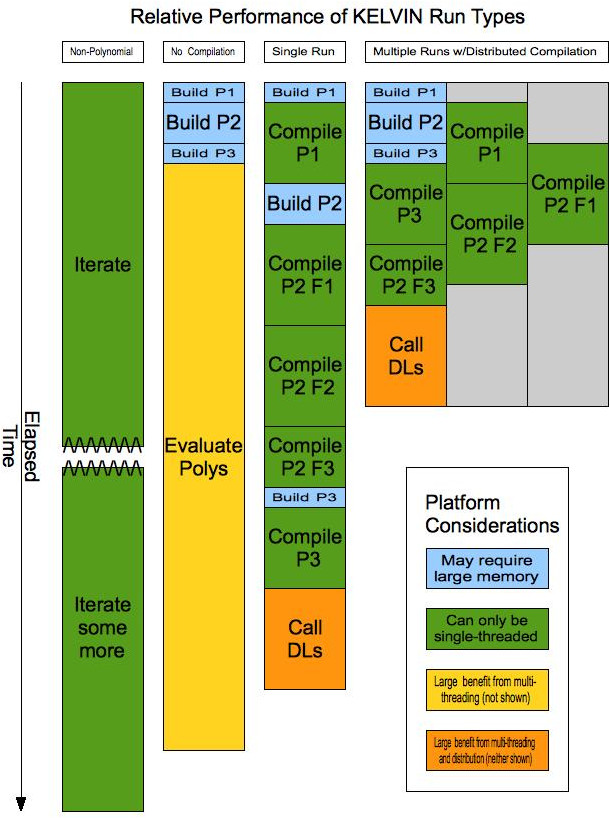 Relative Performance of KELVIN Run Types
Non-Polynomial
No Compilation
Single Run
Multiple Runs w/Distributed Compilation
Elapsed
Time
Iterate
Iterate
some
more
Build P1
Build P2
Build P3
Evaluate
Polys
Build P1
Compile
P1
Build P2
Compile
P2 F1
Compile
P2 F2
Compile
P2 F3
Build P3
Compile
P3
Call
DLs
Build P1
Build P2
Build P3
Compile
P3
Compile
P2 F3
Call
DLs
Compile
P1
Compile
P2 F2
Compile
P2 F1
Platform
Considerations
May require
large memory
Can only be
single-threaded
Large benefit from multi-
threading (not shown)
Large benefit from multi-threading
and distribution (neither shown)